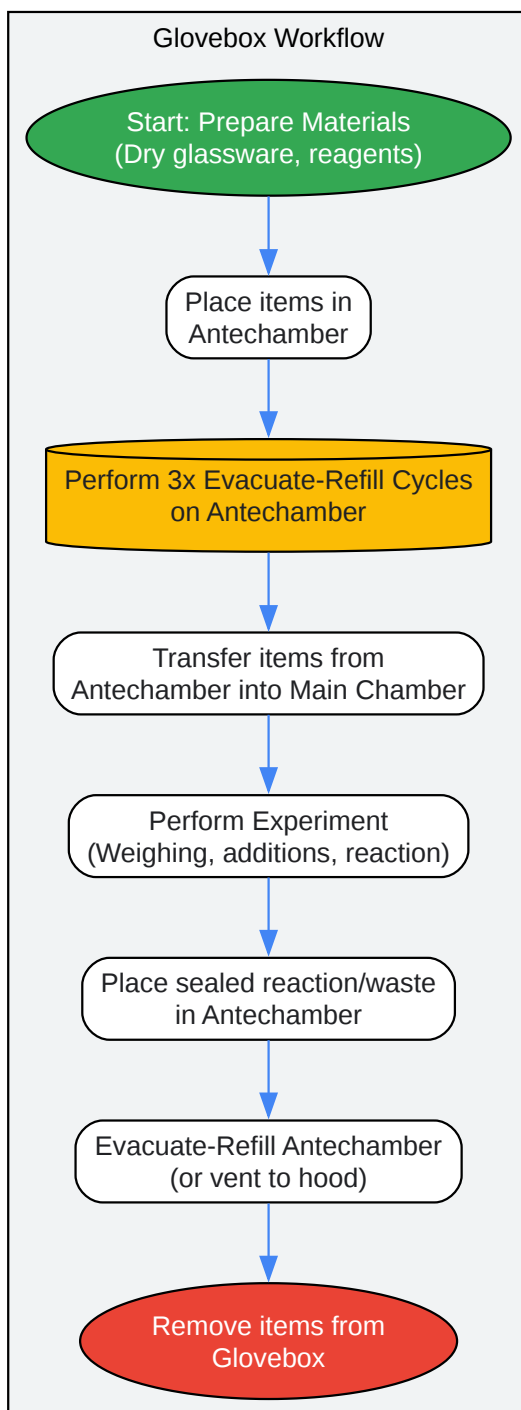 Glovebox Workflow
Start: Prepare Materials
(Dry glassware, reagents)
Place items in
Antechamber
Perform 3x Evacuate-Refill Cycles
on Antechamber
Transfer items from
Antechamber into Main Chamber
Perform Experiment
(Weighing, additions, reaction)
Place sealed reaction/waste
in Antechamber
Evacuate-Refill Antechamber
(or vent to hood)
Remove items from
Glovebox